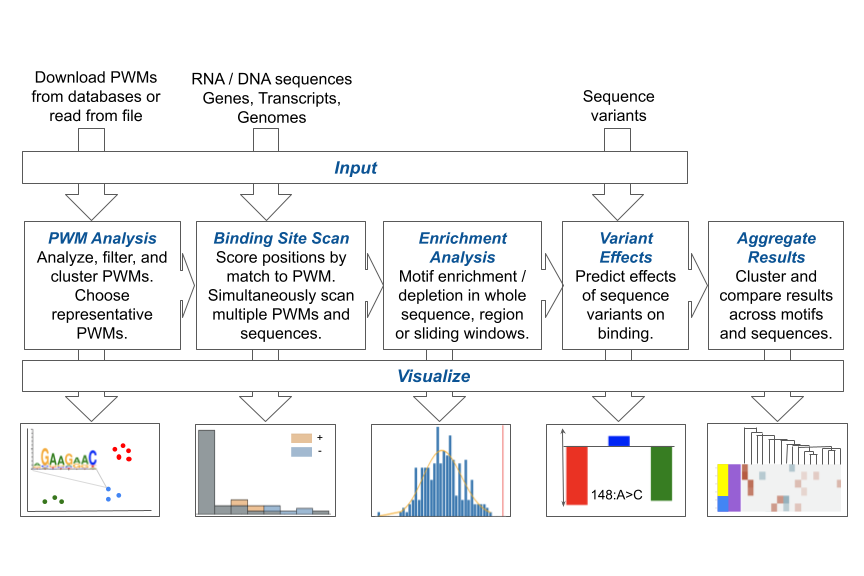 Download PWMs
from databases or
read from file
RNA / DNA sequences
Genes, Transcripts,
Genomes
Sequence
variants
Input
PWM Analysis
Analyze, filter, and
cluster PWMs.
Choose
representative
PWMs.
Binding Site Scan
Score positions by
match to PWM.
Simultaneously scan
multiple PWMs and
sequences.
Enrichment
Analysis
Motif enrichment /
depletion in whole
sequence, region
or sliding windows.
Variant
Effects
Predict effects
of sequence
variants on
binding.
Aggregate
Results
Cluster and
compare results
across motifs
and sequences.
Visualize
GAAGAAC
+
-
148:A>C